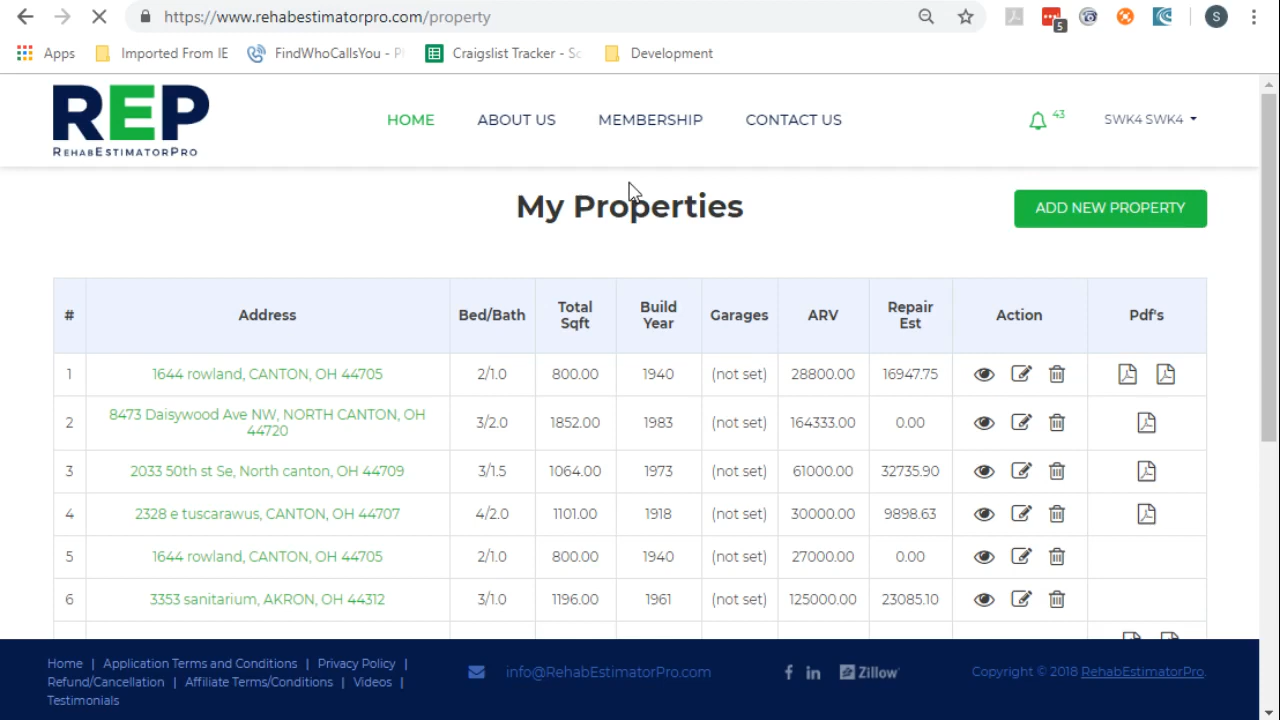 https://www.rehabestimatorpro.com/property
5
S
Apps Imported From IE FindWhoCallsYou - Craigslist Tracker - Development
REP
REHABESTIMATORPRO
HOME ABOUT US MEMBERSHIP CONTACT US 43 SWK4 SWK4
My Properties
ADD NEW PROPERTY
# Address Bed/Bath Total Sqft Build Year Garages ARV Repair Est Action Pdf's
1 1644 rowland, CANTON, OH 44705 2/1.0 800.00 1940 (not set) 28800.00 16947.75
2 8473 Daisywood Ave NW, NORTH CANTON, OH 44720 3/2.0 1852.00 1983 (not set) 164333.00 0.00
3 2033 50th st Se, North canton, OH 44709 3/1.5 1064.00 1973 (not set) 61000.00 32735.90
4 2328 e tuscarawus, CANTON, OH 44707 4/2.0 1101.00 1918 (not set) 30000.00 9898.63
5 1644 rowland, CANTON, OH 44705 2/1.0 800.00 1940 (not set) 27000.00 0.00
6 3353 sanitarium, AKRON, OH 44312 3/1.0 1196.00 1961 (not set) 125000.00 23085.10
Home | Application Terms and Conditions | Privacy Policy |
Refund/Cancellation | Affiliate Terms/Conditions | Videos |
Testimonials
info@RehabEstimatorPro.com
f in Zillow
Copyright © 2018 RehabEstimatorPro.